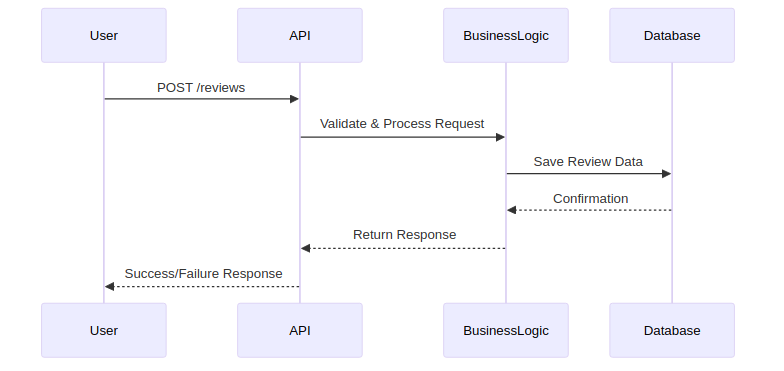 User
API
BusinessLogic
Database
POST /reviews
Validate & Process Request
Save Review Data
Confirmation
Return Response
Success/Failure Response
User
API
BusinessLogic
Database